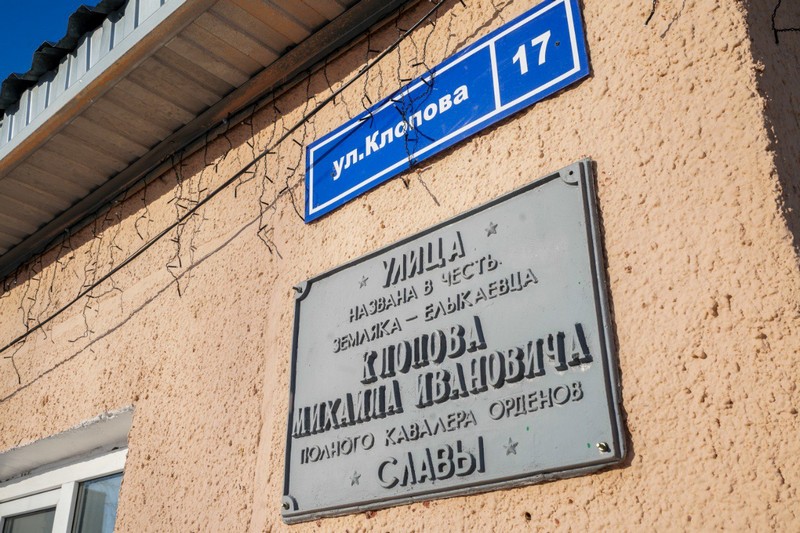 ул.Клопова 17
УЛИЦА
НАЗВАНА В ЧЕСТЬ
ЗЕМЛЯКА – ЕЛЫКАЕВЦА
КЛОПОВА
МИХАИЛА ИВАНОВИЧА
ПОЛНОГО КАВАЛЕРА ОРДЕНОВ
СЛАВЫ